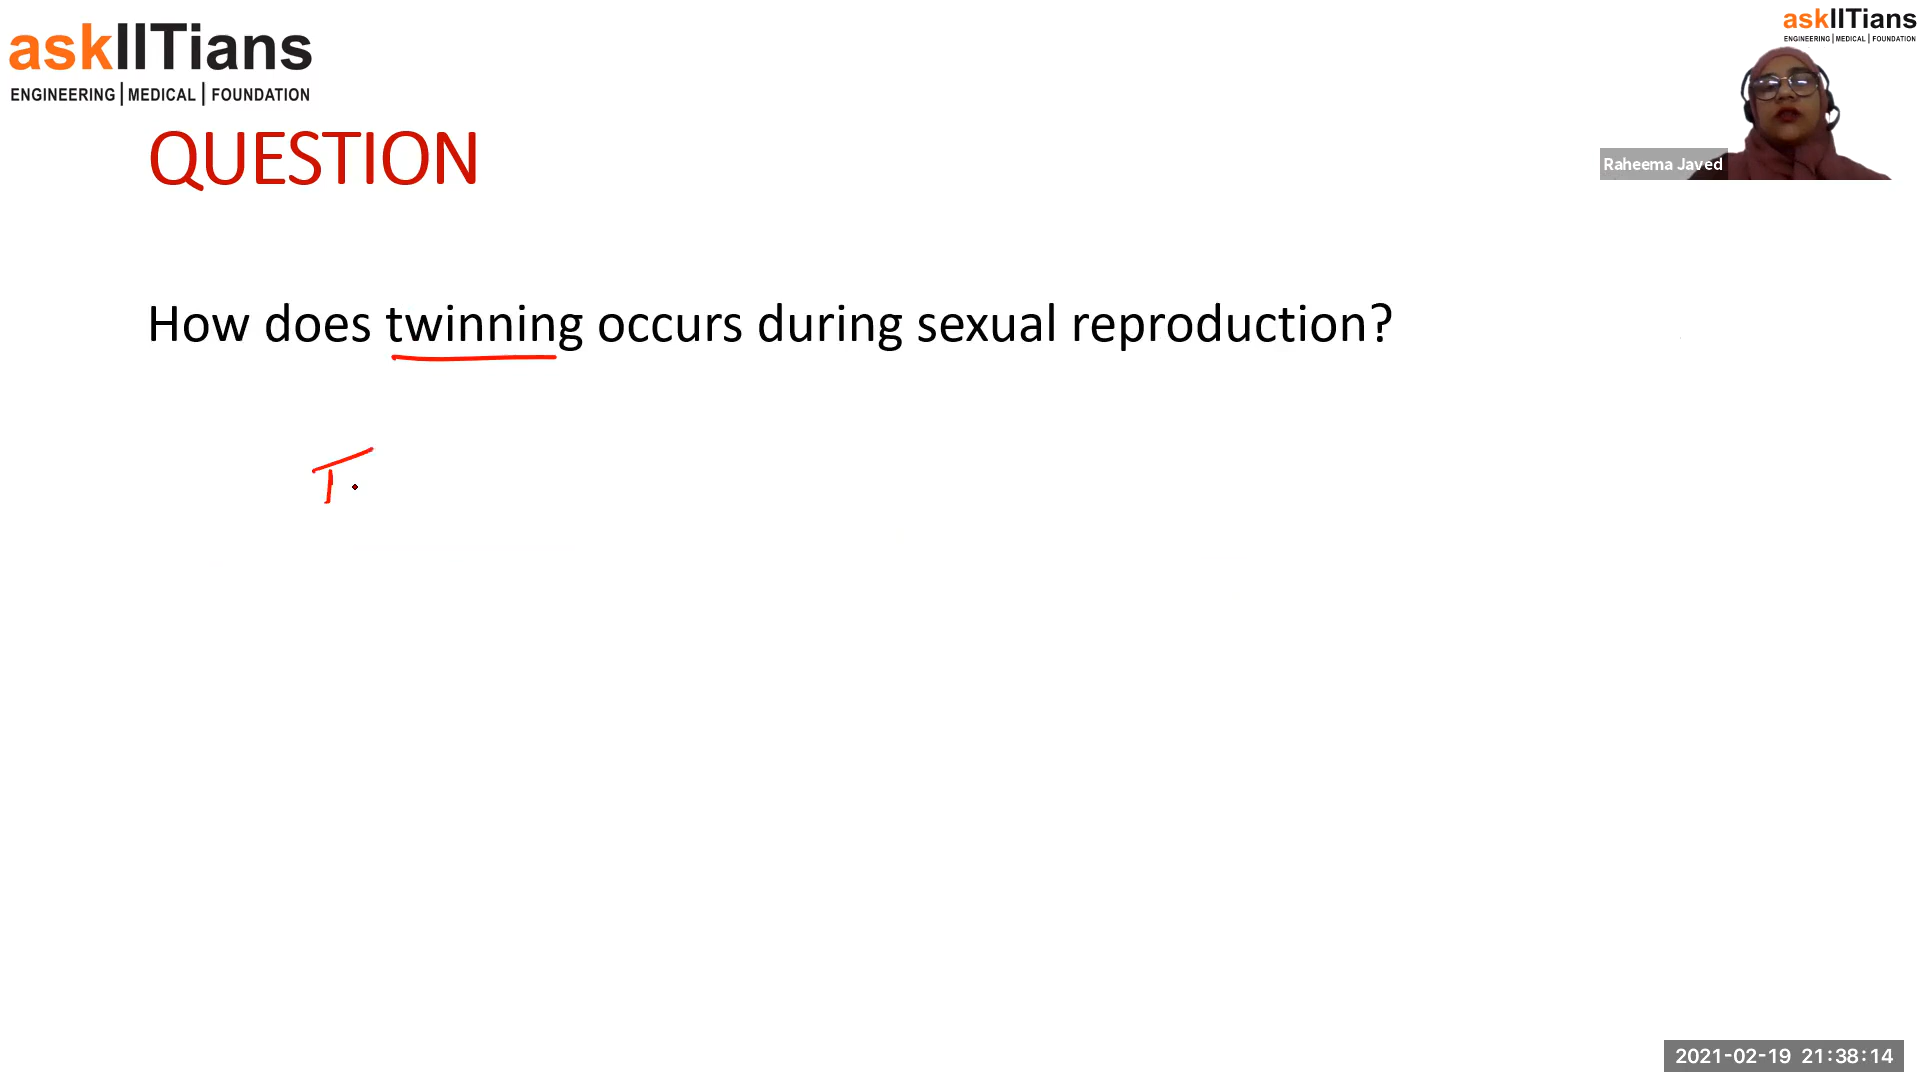 askIITians
ENGINEERING | MEDICAL | FOUNDATION
askIITians
ENGINEERING | MEDICAL | FOUNDATION
Raheema Javed
QUESTION
How does twinning occurs during sexual reproduction?
T
2021-02-19 21:38:14